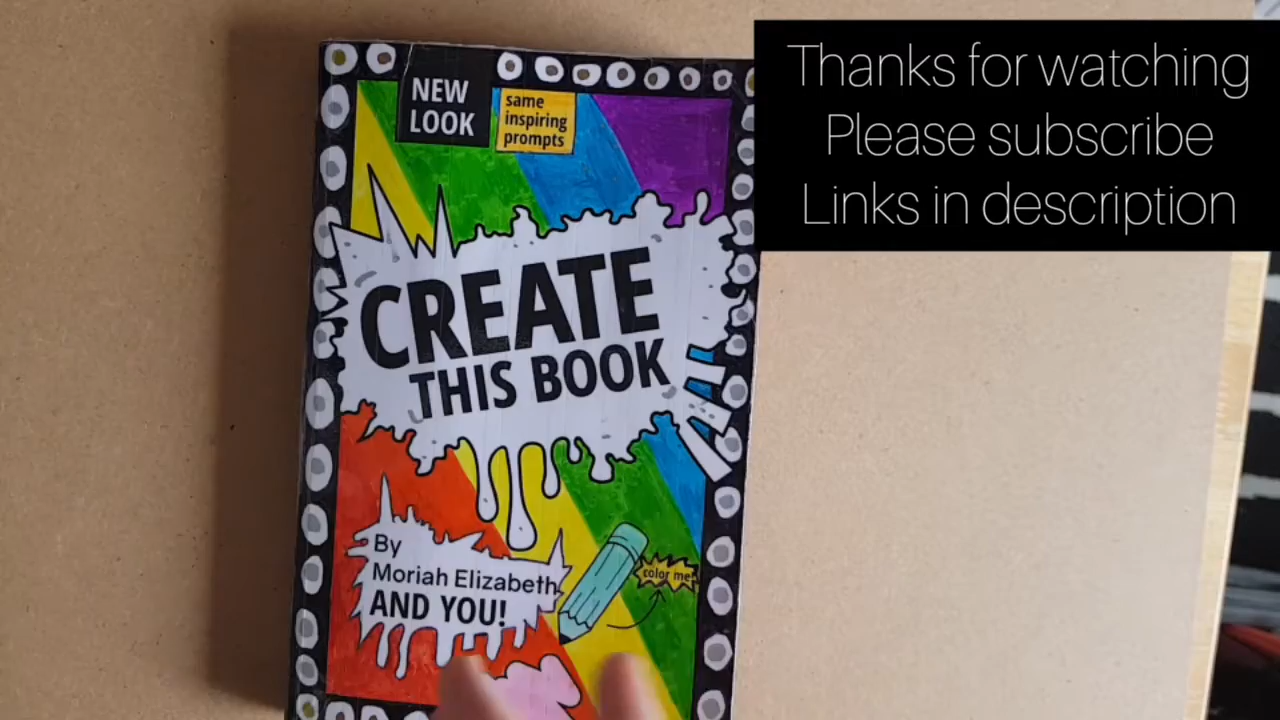 NEW
LOOK
same
inspiring
prompts
CREATE
THIS BOOK
By
Moriah Elizabeth
AND YOU!
color me!
Thanks for watching
Please subscribe
Links in description